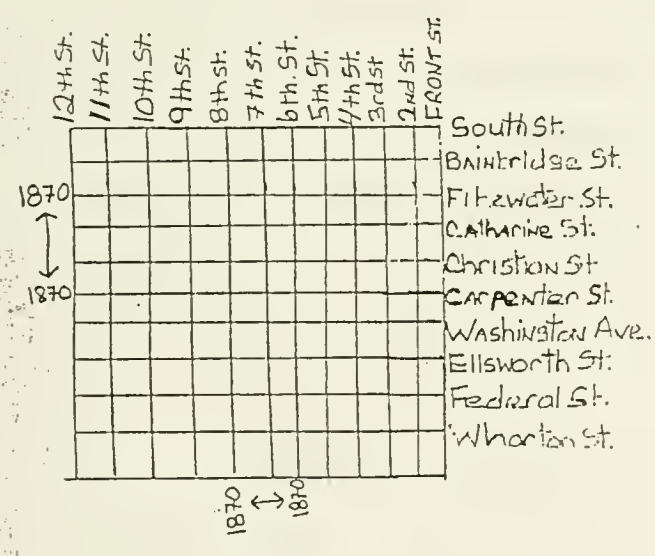 12th St.
11th St.
10th St.
9th St.
8th St.
7th St.
6th. St.
5th St.
4th St.
3rd St
2nd St.
FRONT ST.
South St.
BAiNbridge St.
Fitzwater St.
CAthArine St.
Christian St
CArpenter St.
WAshington Ave.
Ellsworth St.
Federal St.
Wharton St.
1870
1870
1870
1870